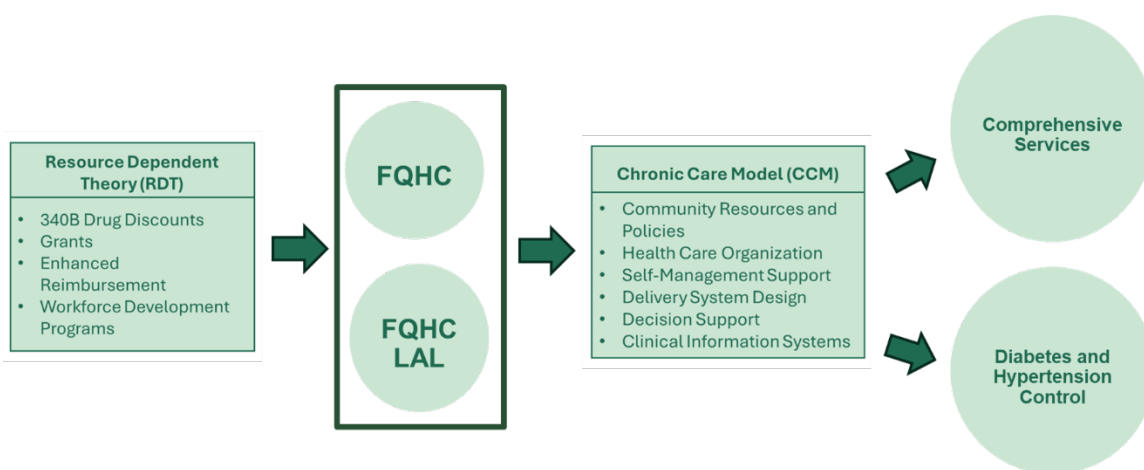 Resource Dependent
Theory (RDT)
• 340B Drug Discounts
• Grants
• Enhanced
Reimbursement
• Workforce Development
Programs
FQHC
FQHC
LAL
Chronic Care Model (CCM)
• Community Resources and
Policies
• Health Care Organization
• Self-Management Support
• Delivery System Design
• Decision Support
• Clinical Information Systems
Comprehensive
Services
Diabetes and
Hypertension
Control